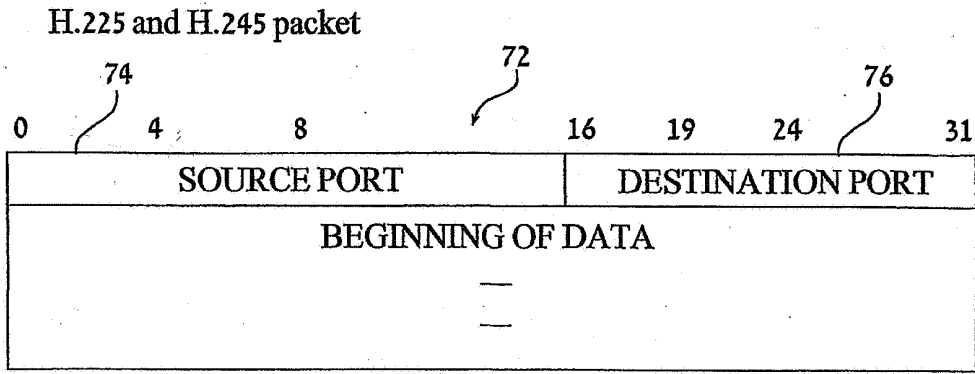 H.225 and H.245 packet
74 72 76
0 4 8 16 19 24 31
SOURCE PORT DESTINATION PORT
BEGINNING OF DATA